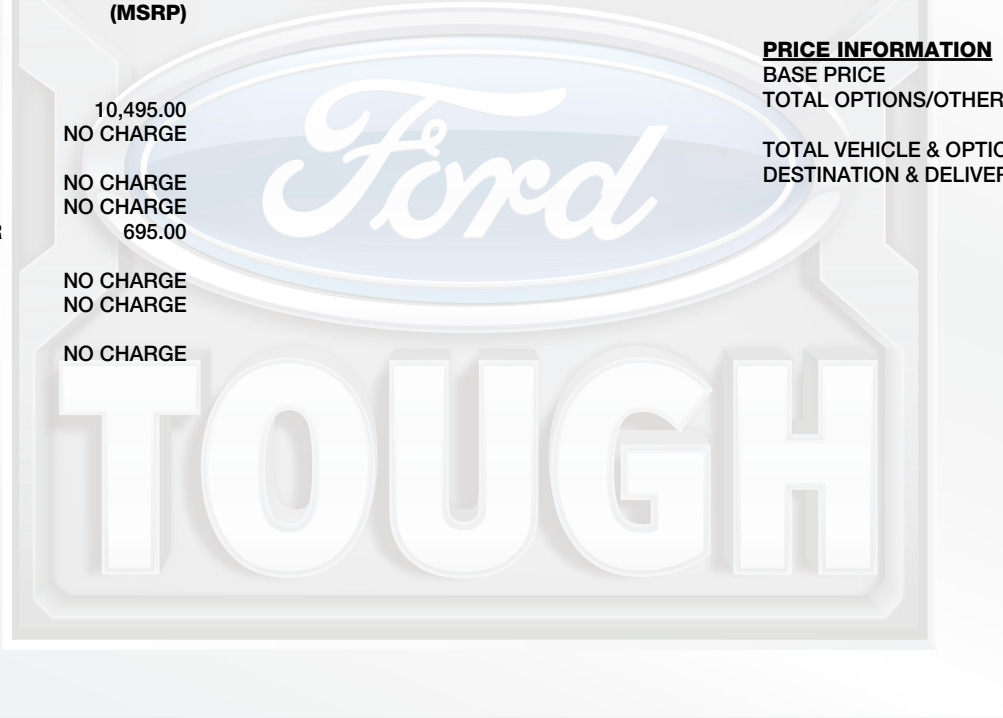 (MSRP)
10,495.00
NO CHARGE
NO CHARGE
NO CHARGE
695.00
NO CHARGE
NO CHARGE
NO CHARGE
PRICE INFORMATION
BASE PRICE
TOTAL OPTIONS/OTHER
TOTAL VEHICLE & OPTIO
DESTINATION & DELIVER
Ford
TOUGH